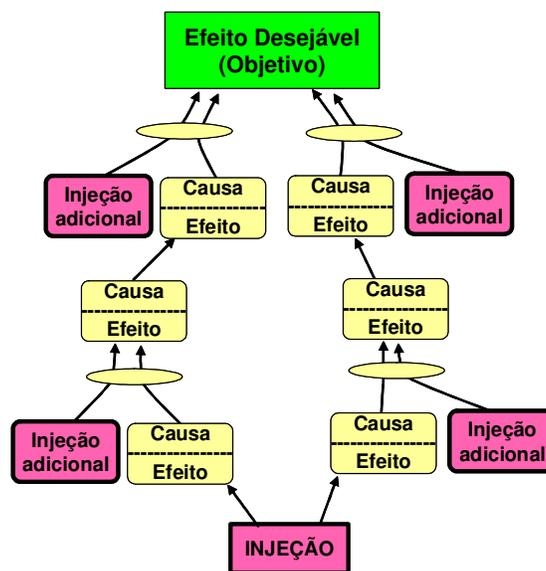 Efeito Desejável
(Objetivo)
Injeção
adicional
Causa
Efeito
Causa
Efeito
Injeção
adicional
Causa
Efeito
Causa
Efeito
Injeção
adicional
Causa
Efeito
Causa
Efeito
Injeção
adicional
INJEÇÃO